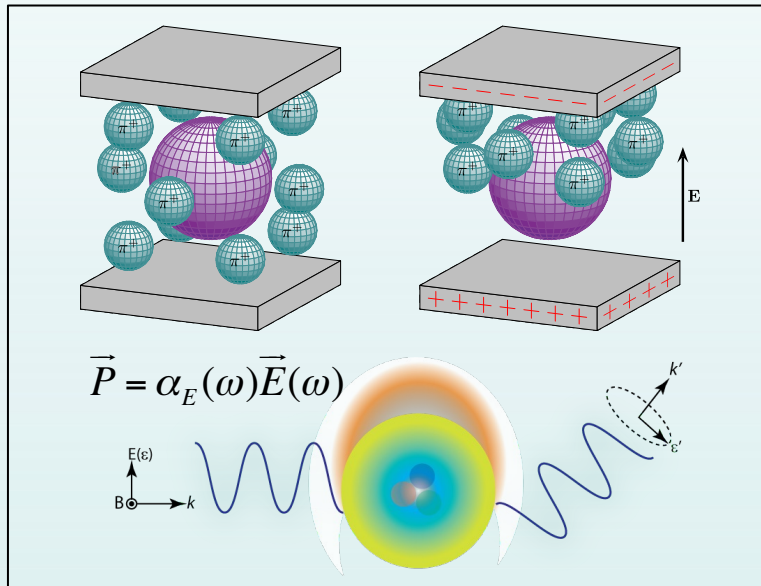 π+
π+
π+
π+
π+
π+
π+
π+
π+
− − − − − −
− − − −
π+
π+
π+
π+
π+
π+
E
+ + + + + + +
+ + + +
P = α_E(ω)E(ω)
E(ε)
B
k
k′
ε′